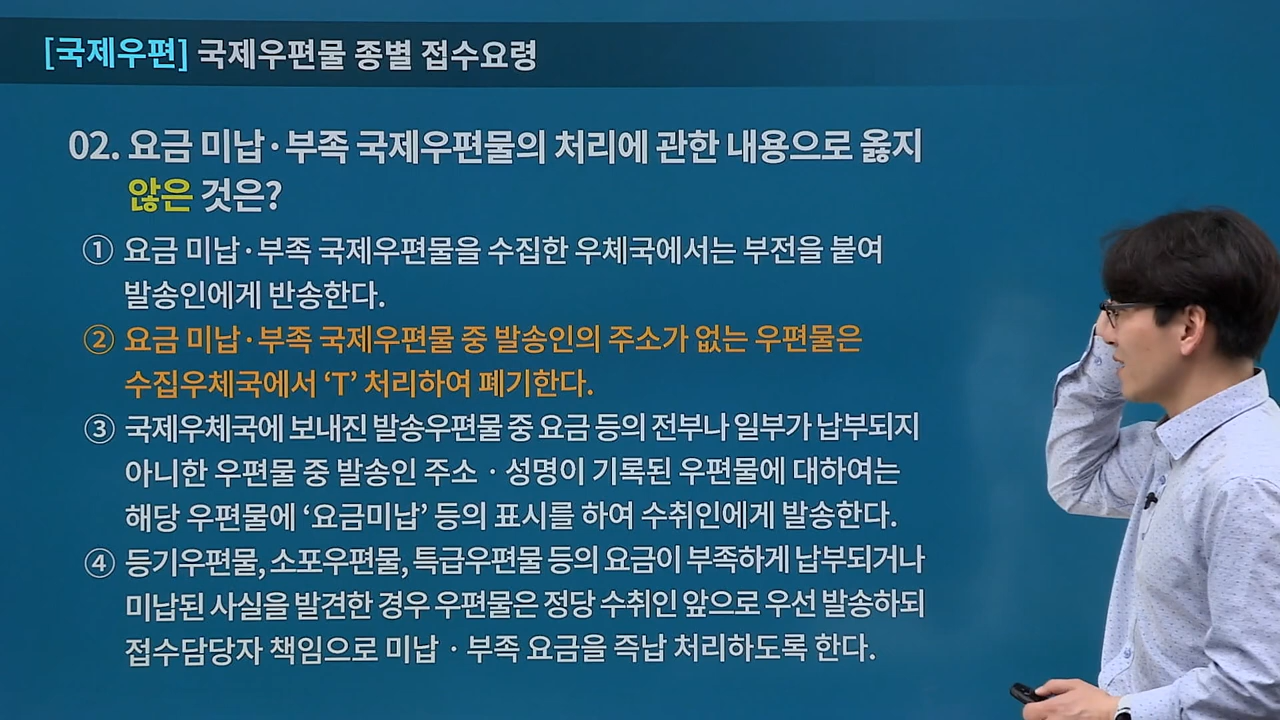 [국제우편] 국제우편물 종별 접수요령
02. 요금 미납·부족 국제우편물의 처리에 관한 내용으로 옳지
않은 것은?
① 요금 미납·부족 국제우편물을 수집한 우체국에서는 부전을 붙여
발송인에게 반송한다.
② 요금 미납·부족 국제우편물 중 발송인의 주소가 없는 우편물은
수집우체국에서 ‘T’ 처리하여 폐기한다.
③ 국제우체국에 보내진 발송우편물 중 요금 등의 전부나 일부가 납부되지
아니한 우편물 중 발송인 주소 · 성명이 기록된 우편물에 대하여는
해당 우편물에 ‘요금미납’ 등의 표시를 하여 수취인에게 발송한다.
④ 등기우편물, 소포우편물, 특급우편물 등의 요금이 부족하게 납부되거나
미납된 사실을 발견한 경우 우편물은 정당 수취인 앞으로 우선 발송하되
접수담당자 책임으로 미납 · 부족 요금을 즉납 처리하도록 한다.